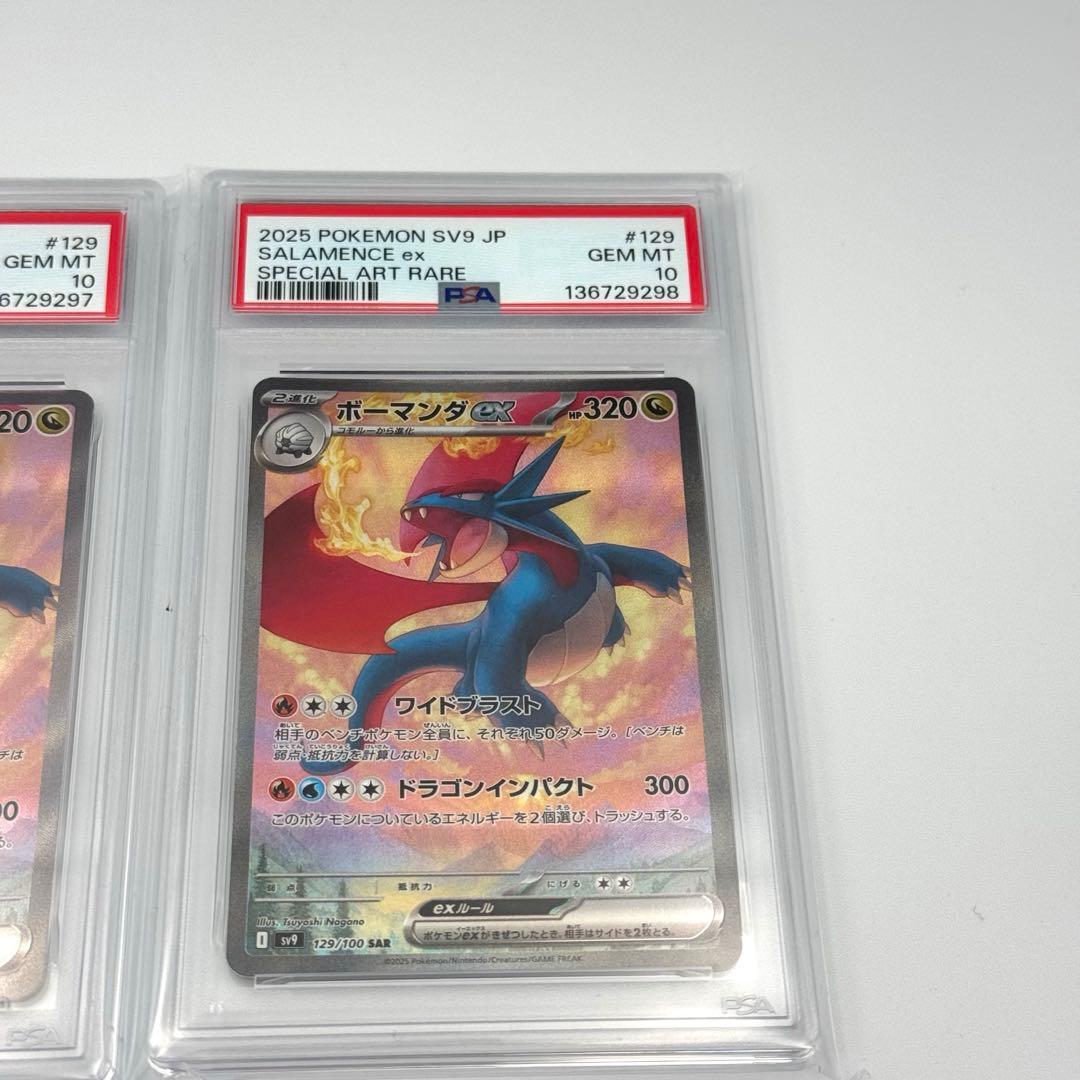 #129
GEM MT
10
6729297
20
チは
00
る。
PSA
2025 POKEMON SV9 JP
#129
SALAMENCE ex
GEM MT
SPECIAL ART RARE
10
PSA
136729298
2進化
ボーマンダex
HP320
コモルーから進化
ワイドブラスト
相手のベンチポケモン全員に、それぞれ50ダメージ。[ベンチは
弱点・抵抗力を計算しない。]
ドラゴンインパクト 300
このポケモンについているエネルギーを2個選び、トラッシュする。
弱点 抵抗力 にげる
exルール
ポケモンexがきぜつしたとき、相手はサイドを2枚とる。
Illus. Tsuyoshi Nagano
sv9 129/100 SAR
©2025 Pokémon/Nintendo/Creatures/GAME FREAK.
PSA